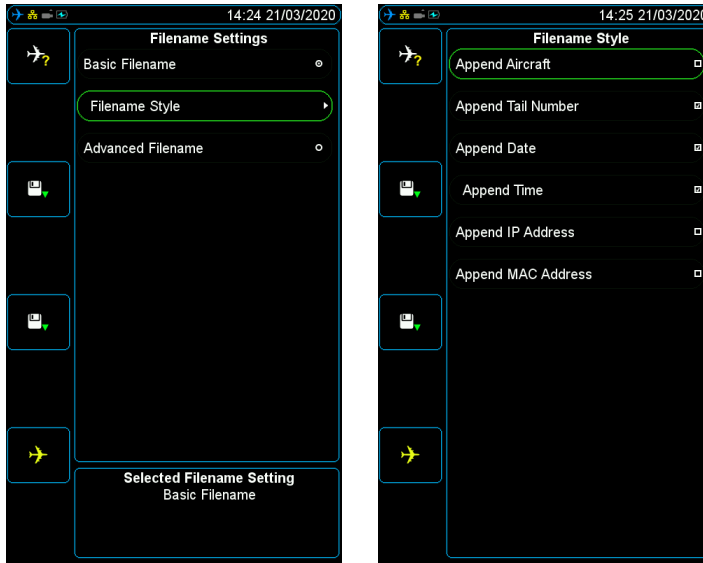 14:24 21/03/2020
Filename Settings
?
Basic Filename
Filename Style
Advanced Filename
Selected Filename Setting
Basic Filename
14:25 21/03/2020
Filename Style
?
Append Aircraft
Append Tail Number
Append Date
Append Time
Append IP Address
Append MAC Address